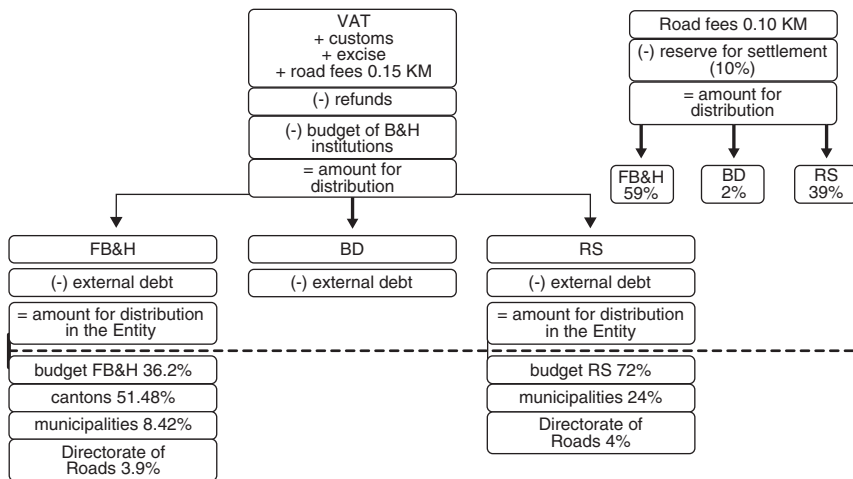 VAT
+ customs
+ excise
+ road fees 0.15 KM
(-) refunds
(-) budget of B&H
institutions
= amount for
distribution
Road fees 0.10 KM
(-) reserve for settlement
(10%)
= amount for
distribution
FB&H
59%
BD
2%
RS
39%
FB&H
(-) external debt
= amount for distribution
in the Entity
budget FB&H 36.2%
cantons 51.48%
municipalities 8.42%
Directorate of
Roads 3.9%
BD
(-) external debt
RS
(-) external debt
= amount for distribution
in the Entity
budget RS 72%
municipalities 24%
Directorate of
Roads 4%